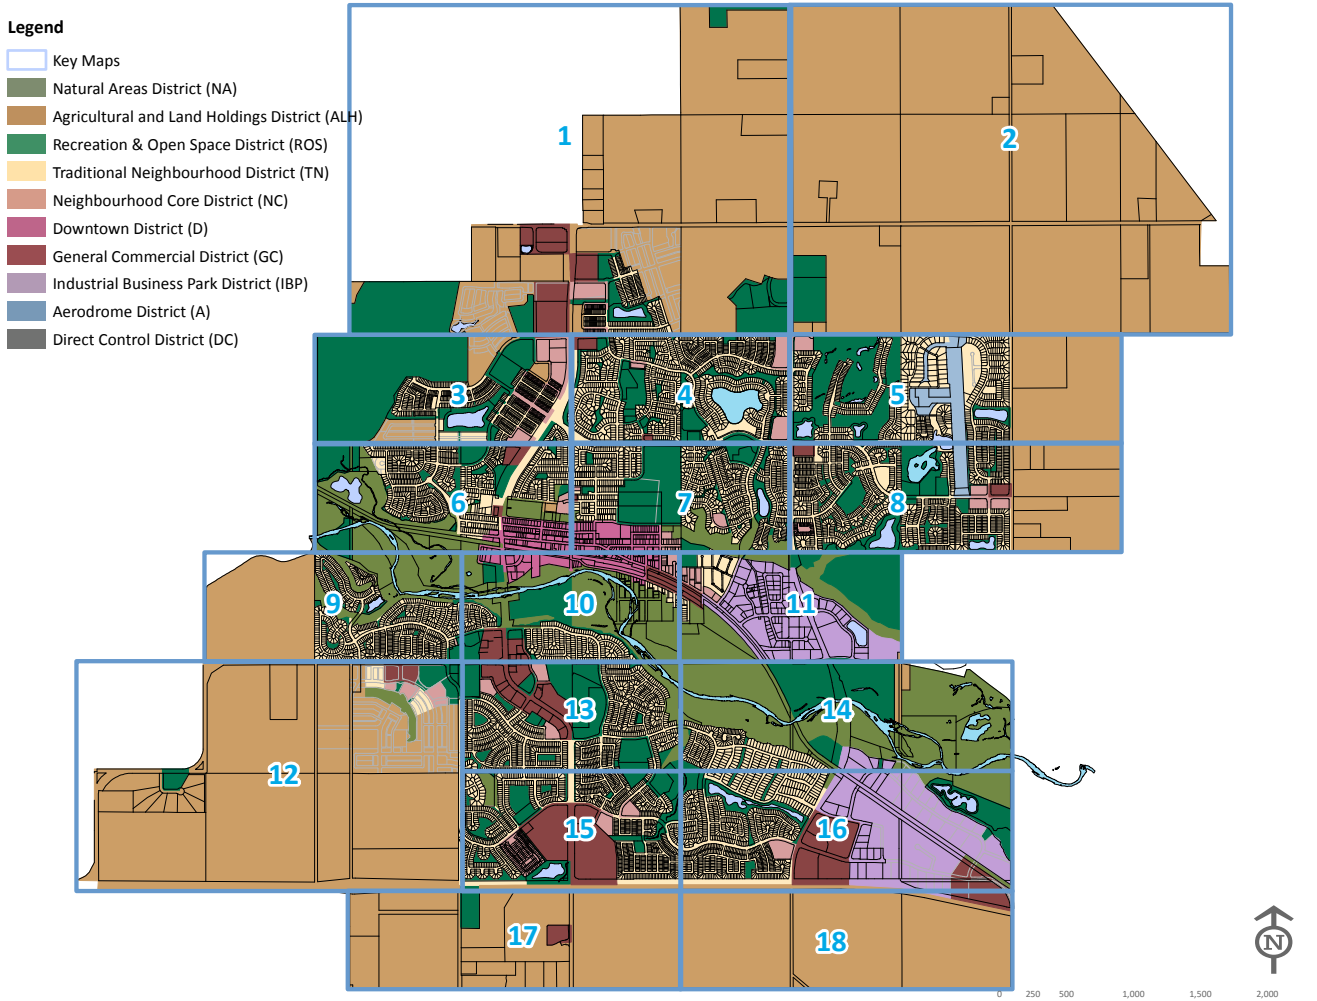 Legend
Key Maps
Natural Areas District (NA)
Agricultural and Land Holdings District (ALH)
Recreation & Open Space District (ROS)
Traditional Neighbourhood District (TN)
Neighbourhood Core District (NC)
Downtown District (D)
General Commercial District (GC)
Industrial Business Park District (IBP)
Aerodrome District (A)
Direct Control District (DC)
1
2
3
4
5
6
7
8
9
10
11
12
13
14
15
16
17
18
N
0 250 500 1,000 1,500 2,000